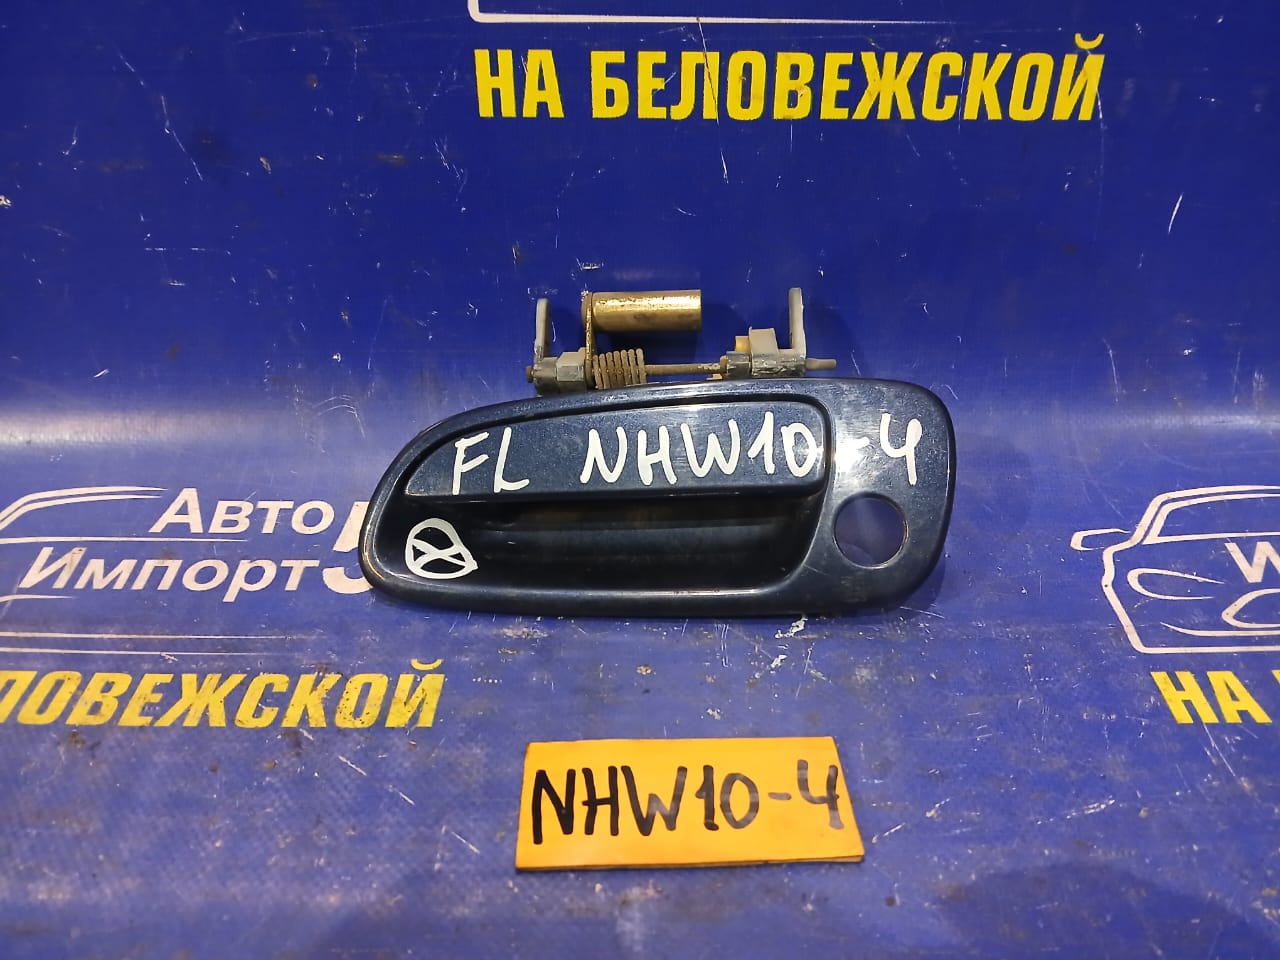 НА БЕЛОВЕЖСКОЙ
FL NHW10-4
Авто
Импорт
ЛОВЕЖСКОЙ
НА
NHW10-4